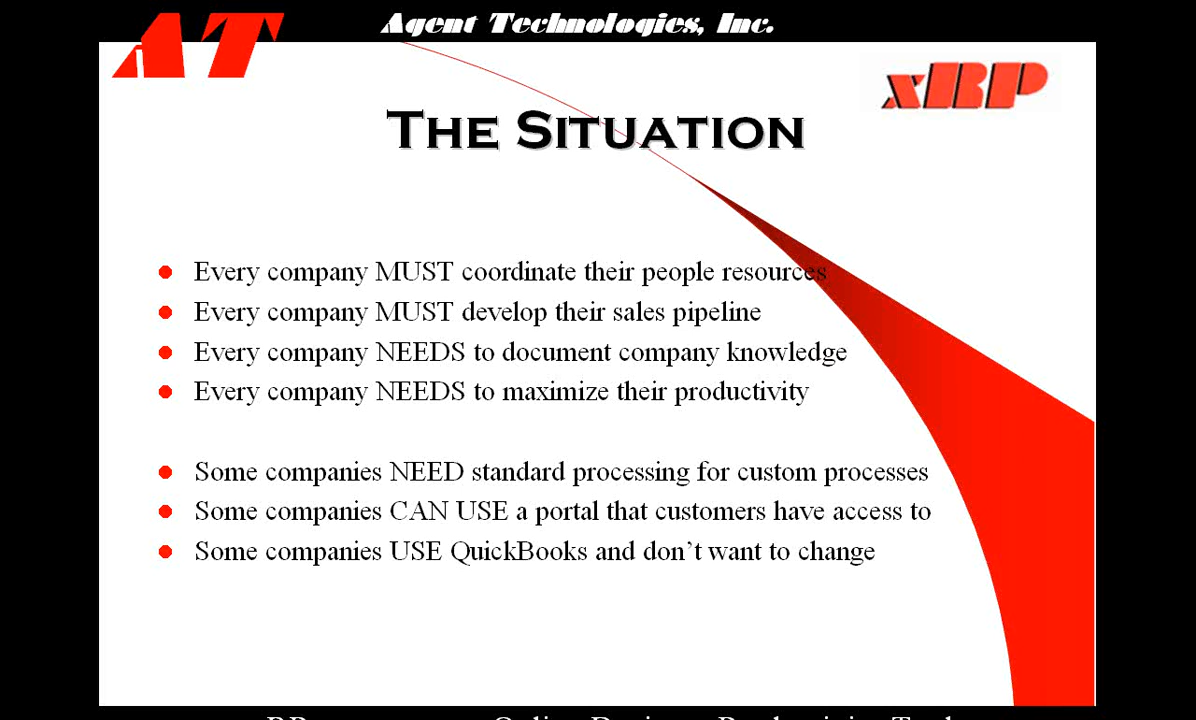 Agent Technologies, Inc.
AT
xRP
THE SITUATION
Every company MUST coordinate their people resources
Every company MUST develop their sales pipeline
Every company NEEDS to document company knowledge
Every company NEEDS to maximize their productivity
Some companies NEED standard processing for custom processes
Some companies CAN USE a portal that customers have access to
Some companies USE QuickBooks and don’t want to change